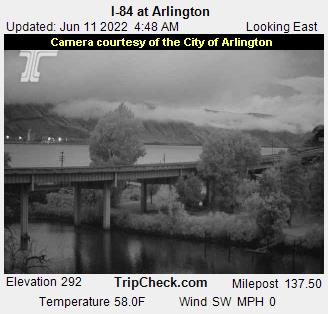 I-84 at Arlington
Updated: Jun 11 2022 4:48 AM Looking East
Camera courtesy of the City of Arlington
Elevation 292 TripCheck.com Milepost 137.50
Temperature 58.0F Wind SW MPH 0